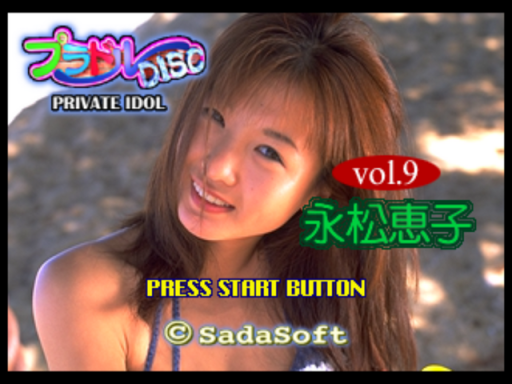 プラドルDISC
PRIVATE IDOL
vol.9
永松恵子
PRESS START BUTTON
© SadaSoft